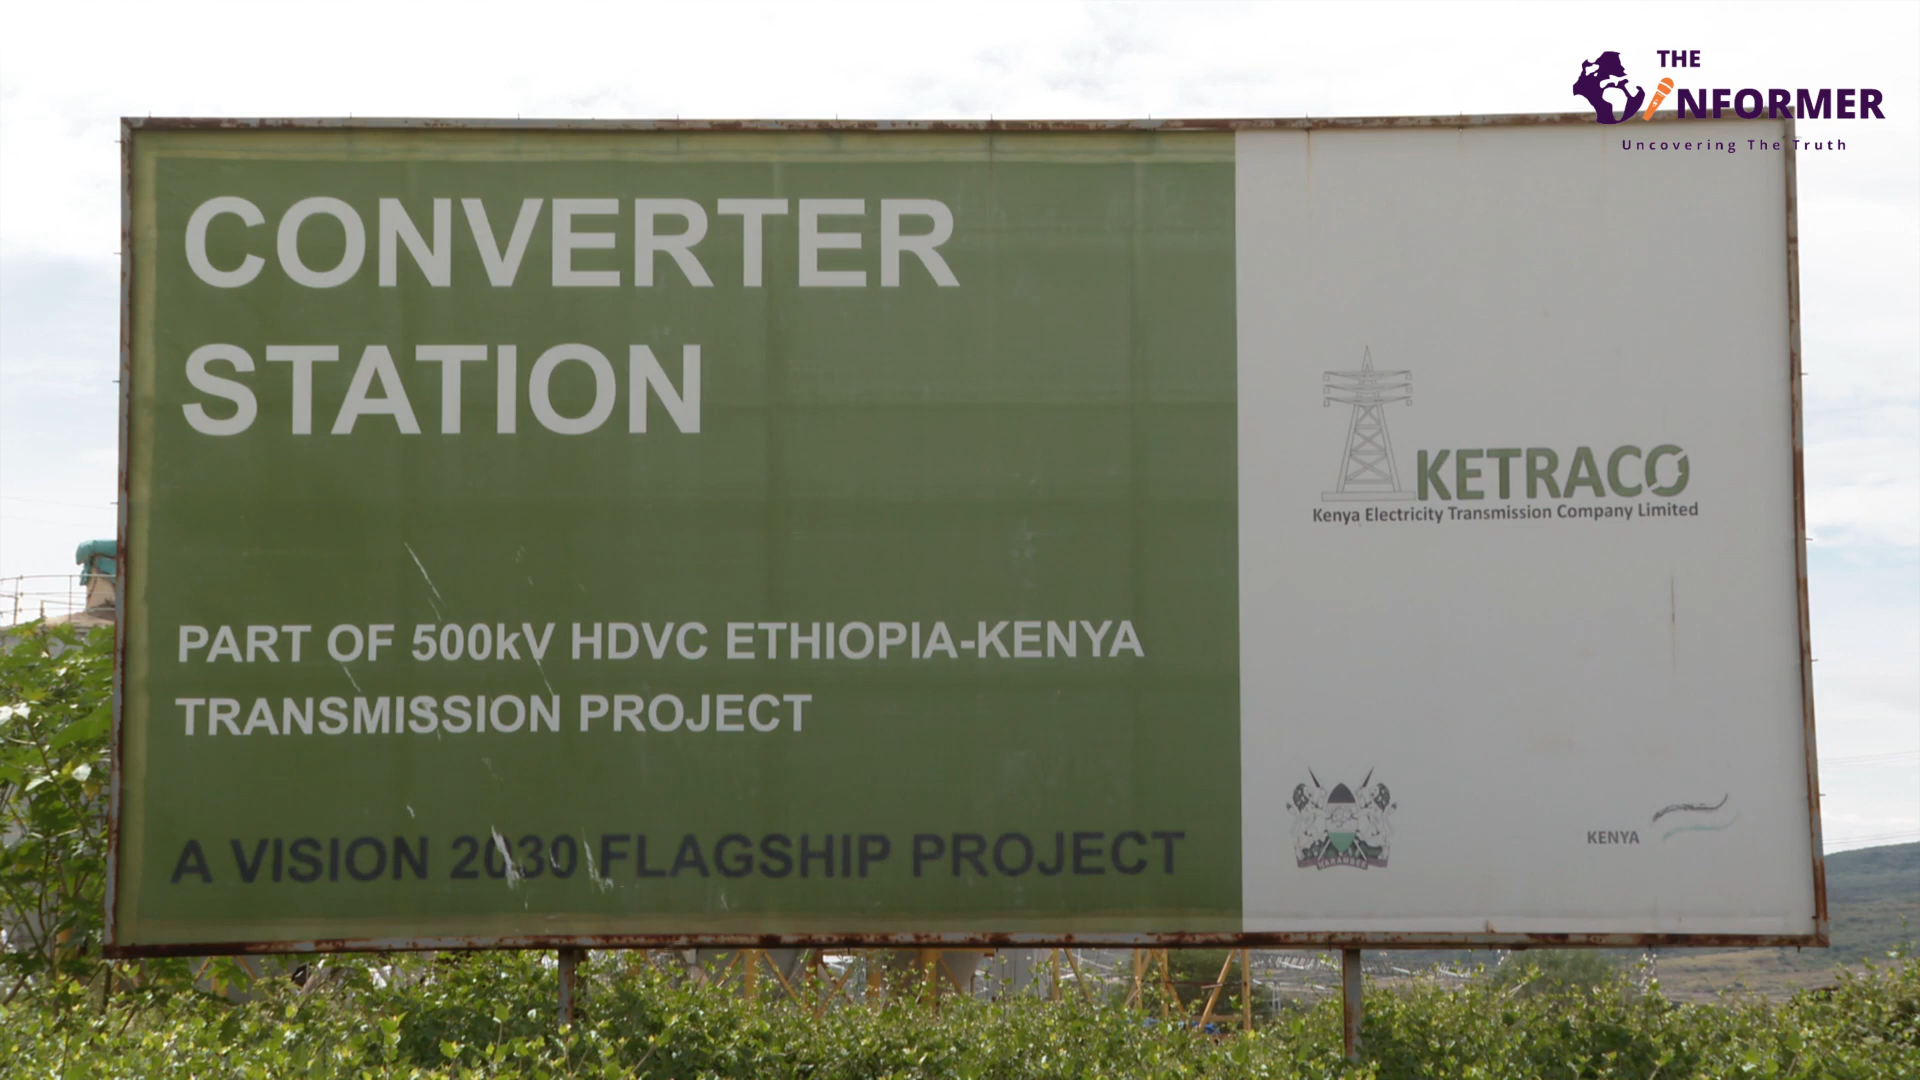 THE
INFORMER
Uncovering The Truth
CONVERTER
STATION
PART OF 500kV HDVC ETHIOPIA-KENYA
TRANSMISSION PROJECT
A VISION 2030 FLAGSHIP PROJECT
KETRACO
Kenya Electricity Transmission Company Limited
HARAMBEE
KENYA